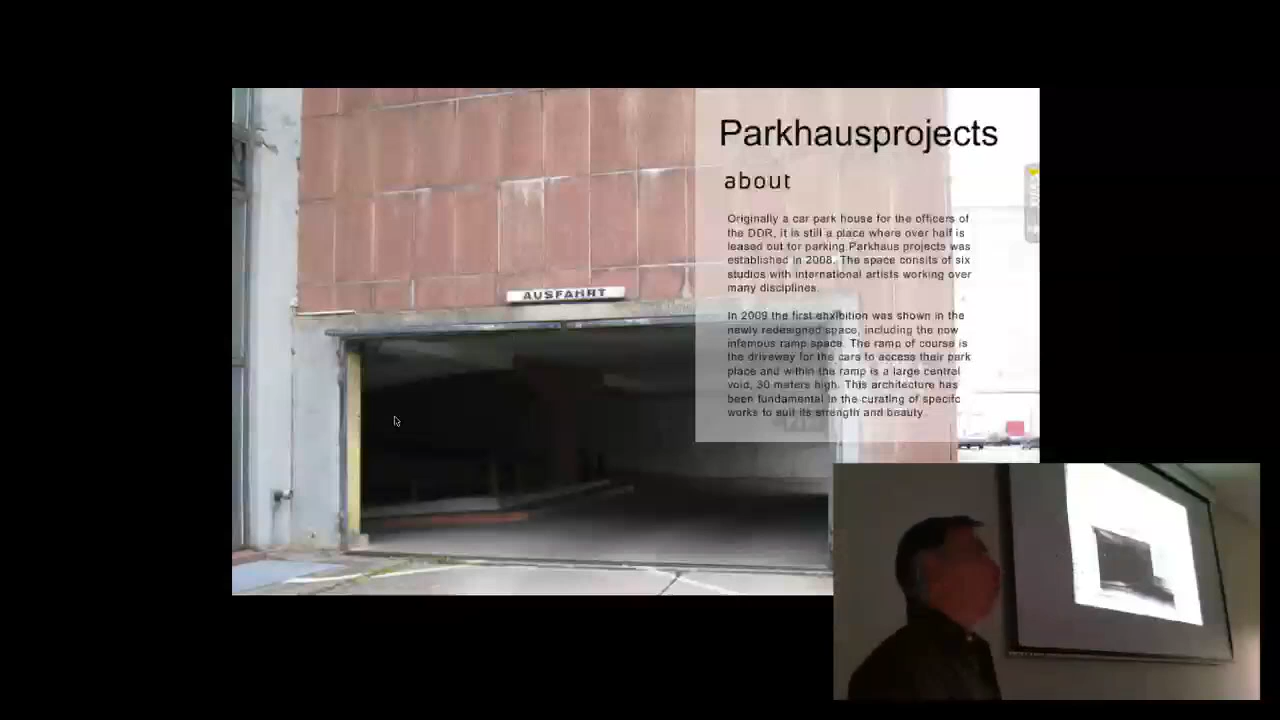 Parkhausprojects
about
Originally a car park house for the officers of
the DDR, it is still a place where over half is
leased out for parking.Parkhaus projects was
established in 2008. The space consits of six
studios with international artists working over
many disciplines.
In 2009 the first ehxibition was shown in the
newly redesigned space, including the now
infamous ramp space. The ramp of course is
the driveway for the cars to access their park
place and within the ramp is a large central
void, 30 meters high. This architecture has
been fundamental in the curating of specifc
works to suit its strength and beauty.
AUSFAHRT